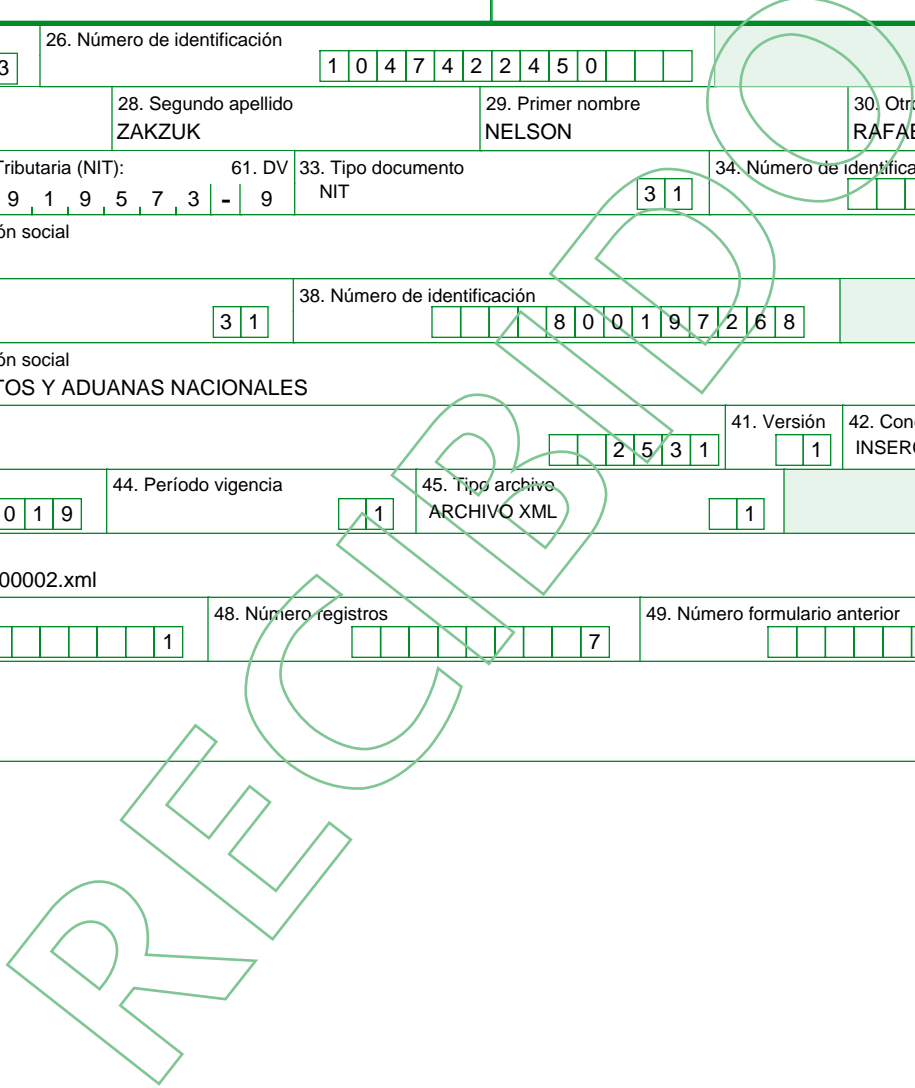 26. Número de identificación
3 1 0 4 7 4 2 2 4 5 0
28. Segundo apellido 29. Primer nombre 30. Otro
ZAKZUK NELSON RAFAE
Tributaria (NIT): 61. DV 33. Tipo documento 34. Número de identifica
9 1 9 5 7 3 - 9 NIT 3 1
ón social
38. Número de identificación
3 1 8 0 0 1 9 7 2 6 8
ón social
TOS Y ADUANAS NACIONALES
41. Versión 42. Con
2 5 3 1 1 INSER
44. Período vigencia 45. Tipo archivo
0 1 9 1 ARCHIVO XML 1
00002.xml
48. Número registros 49. Número formulario anterior
1 7
RECIBIDO